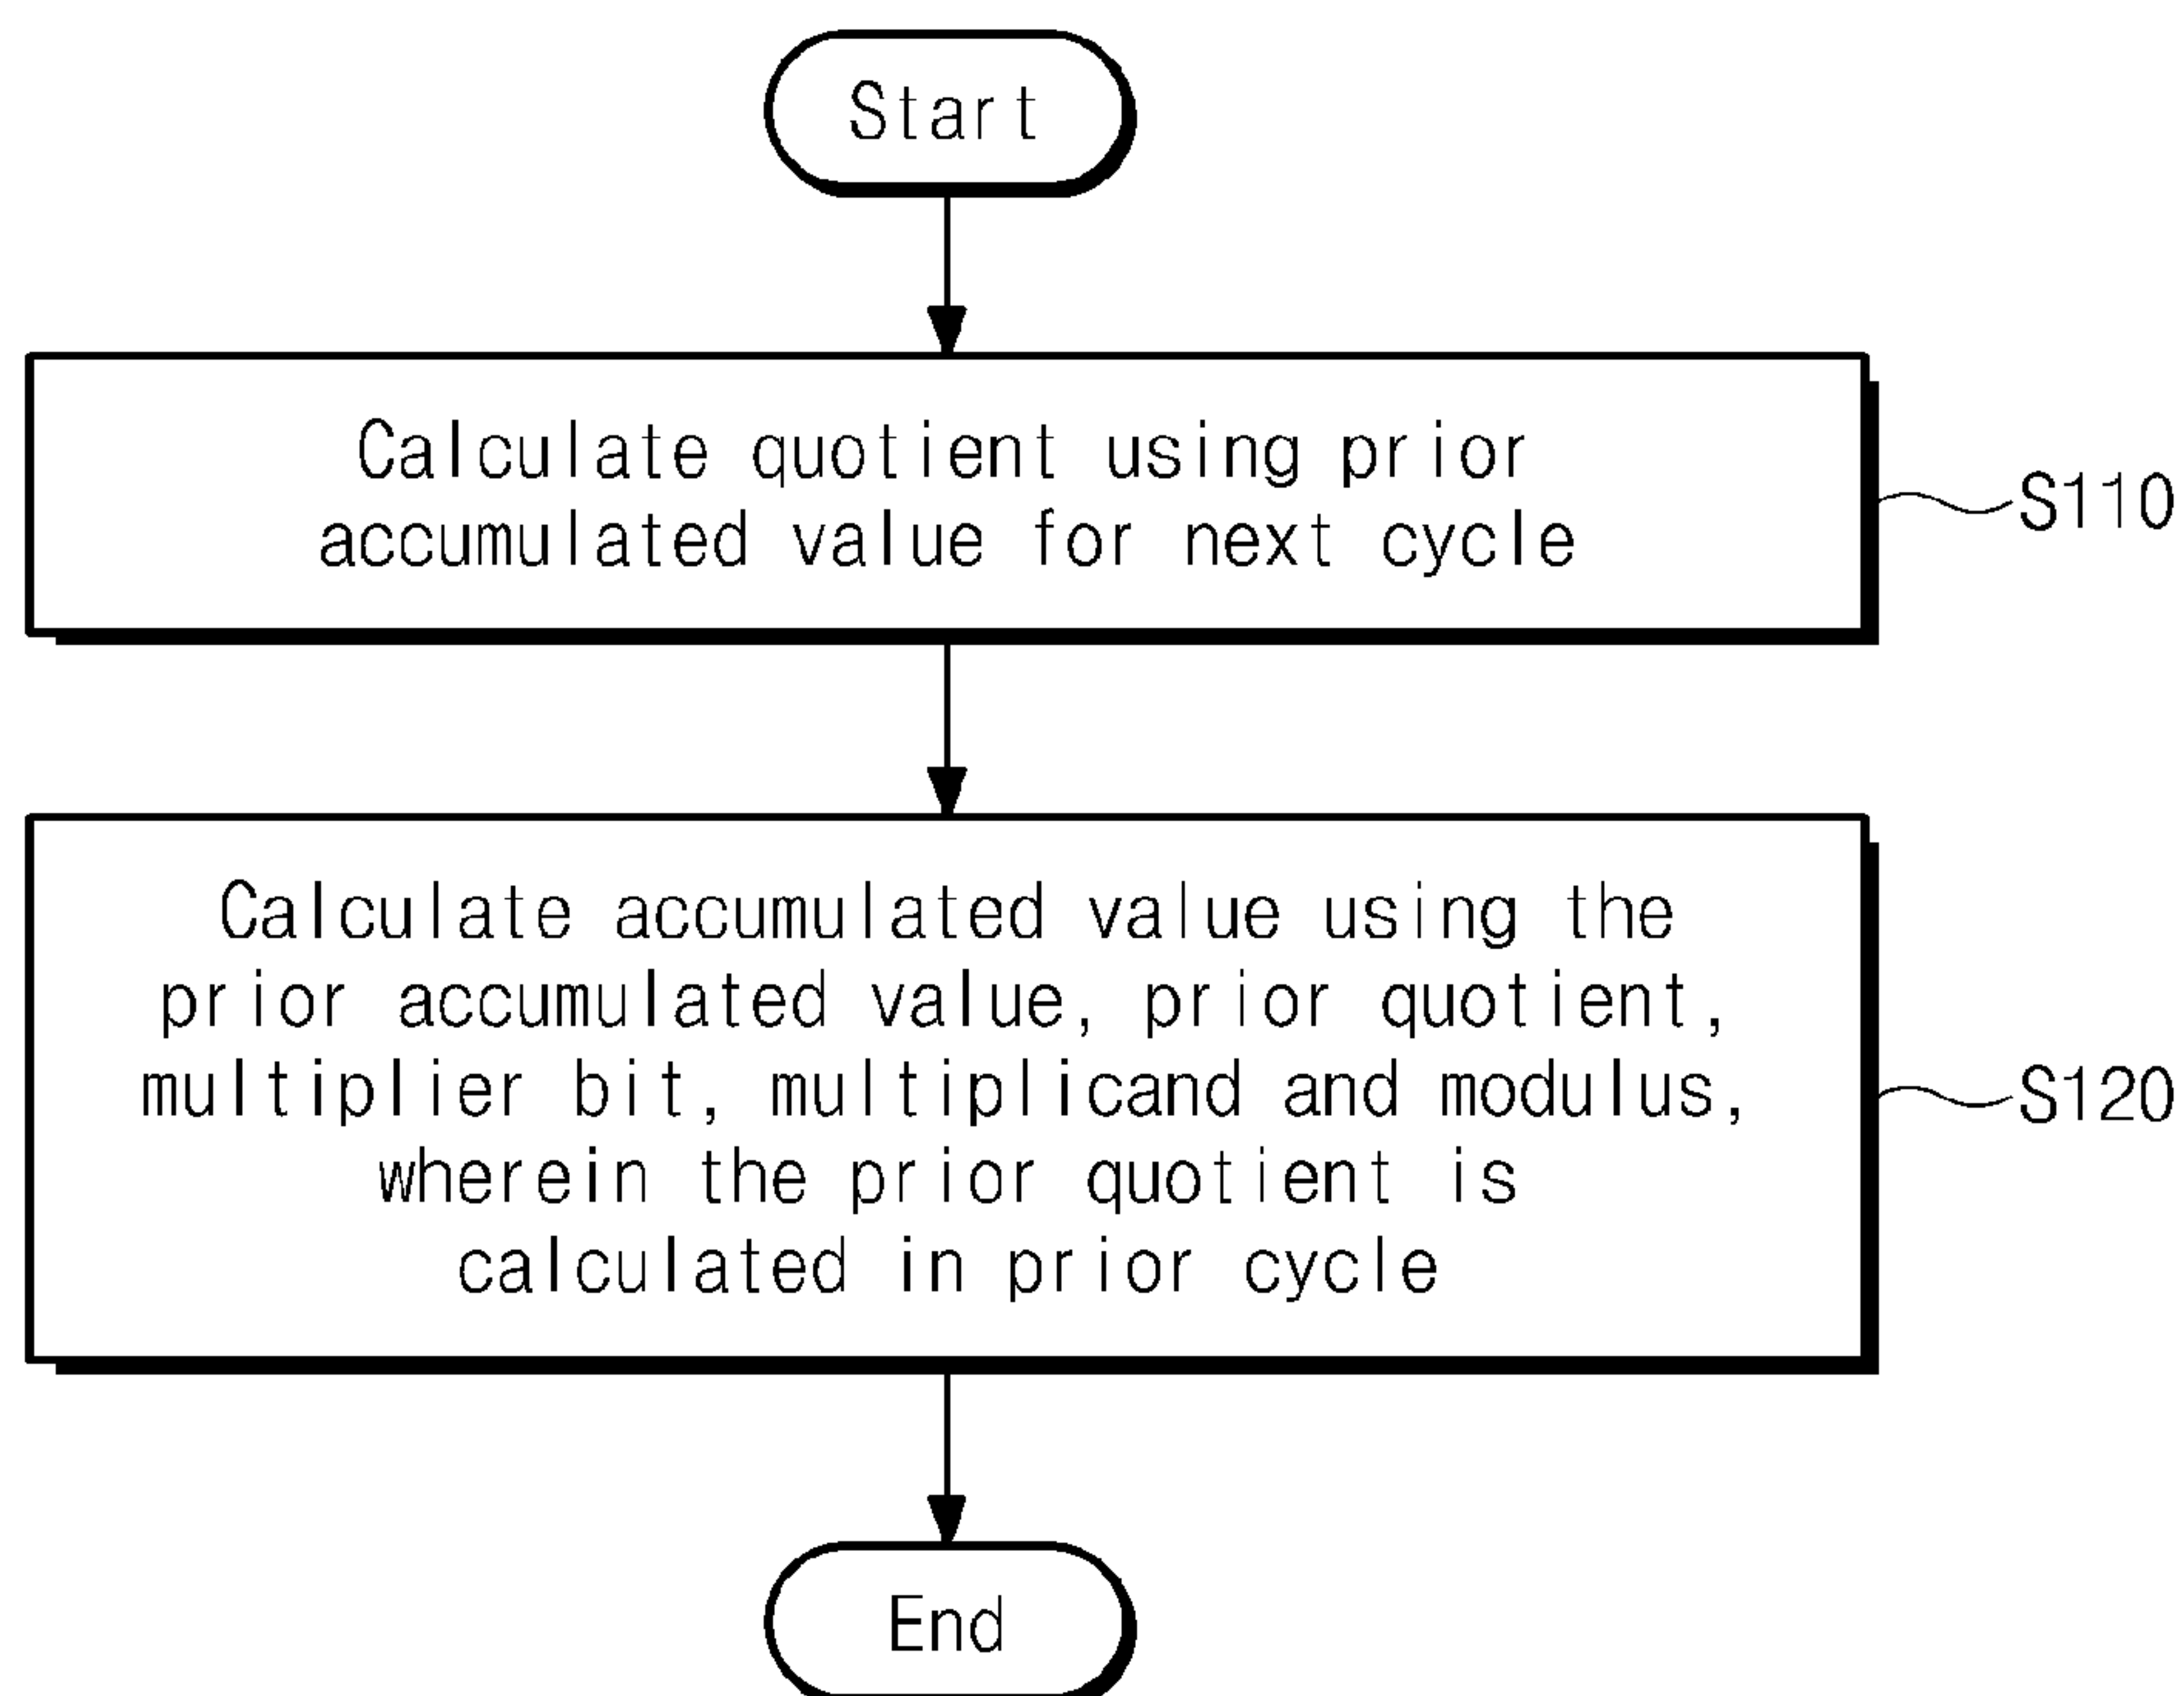 Start
Calculate quotient using prior
accumulated value for next cycle
S110
Calculate accumulated value using the
prior accumulated value, prior quotient,
multiplier bit, multiplicand and modulus,
wherein the prior quotient is
calculated in prior cycle
S120
End